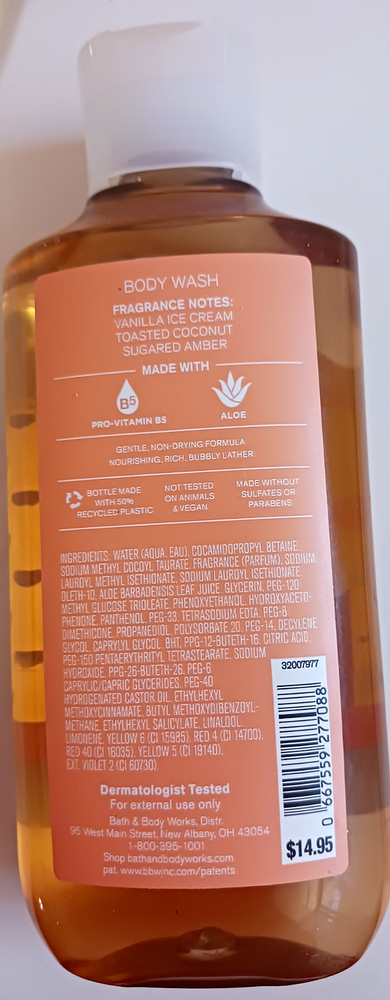 BODY WASH
FRAGRANCE NOTES:
VANILLA ICE CREAM
TOASTED COCONUT
SUGARED AMBER
MADE WITH
B5
PRO-VITAMIN B5
ALOE
GENTLE, NON-DRYING FORMULA
NOURISHING, RICH, BUBBLY LATHER
BOTTLE MADE
WITH 50%
RECYCLED PLASTIC
NOT TESTED
ON ANIMALS
& VEGAN
MADE WITHOUT
SULFATES OR
PARABENS
INGREDIENTS: WATER (AQUA, EAU), COCAMIDOPROPYL BETAINE,
SODIUM METHYL COCOYL TAURATE, FRAGRANCE (PARFUM), SODIUM
LAUROYL METHYL ISETHIONATE, SODIUM LAUROYL ISETHIONATE,
OLETH-10, ALOE BARBADENSIS LEAF JUICE, GLYCERIN, PEG-120
METHYL GLUCOSE TRIOLEATE, PHENOXYETHANOL, HYDROXYACETO-
PHENONE, PANTHENOL, PEG-33, TETRASODIUM EDTA, PEG-8
DIMETHICONE, PROPANEDIOL, POLYSORBATE 20, PEG-14, DECYLENE
GLYCOL, CAPRYLYL GLYCOL, BHT, PPG-12-BUTETH-16, CITRIC ACID,
PEG-150 PENTAERYTHRITYL TETRASTEARATE, SODIUM
HYDROXIDE, PPG-26-BUTETH-26, PEG-6
CAPRYLIC/CAPRIC GLYCERIDES, PEG-40
HYDROGENATED CASTOR OIL, ETHYLHEXYL
METHOXYCINNAMATE, BUTYL METHOXYDIBENZOYL-
METHANE, ETHYLHEXYL SALICYLATE, LINALOOL,
LIMONENE, YELLOW 6 (CI 15985), RED 4 (CI 14700),
RED 40 (CI 16035), YELLOW 5 (CI 19140),
EXT. VIOLET 2 (CI 60730).
Dermatologist Tested
For external use only
Bath & Body Works, Distr.
95 West Main Street, New Albany, OH 43054
1-800-395-1001
Shop bathandbodyworks.com
pat. www.bbwinc.com/patents
32007977
0 667559 277088
$14.95